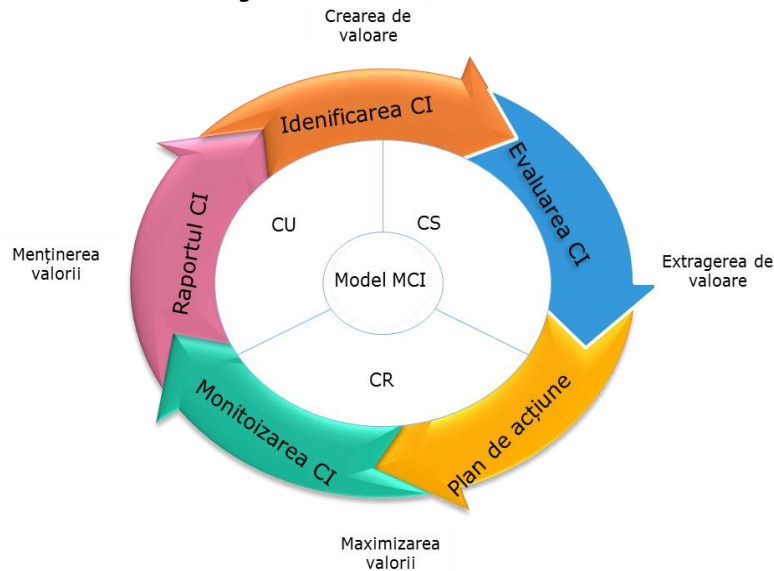 Crearea de
valoare
Idenificarea CI
Evaluarea CI
Raportul CI
CU
CS
Menținerea
valorii
Extragerea de
valoare
Model MCI
CR
Monitoizarea CI
Plan de acțiune
Maximizarea
valorii